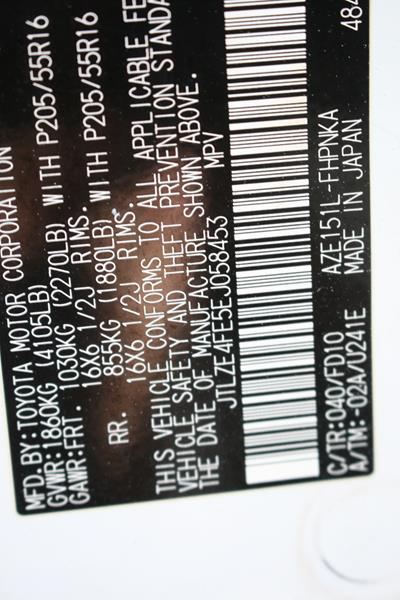 MFD.BY:TOYOTA MOTOR CORPORATION
GVWR:1860KG (4105LB)
GAWR:FRT. 1030KG (2270LB) WITH P205/55R16
16X6 1/2J RIMS.
RR. 855KG (1880LB) WITH P205/55R16
16X6 1/2J RIMS.
THIS VEHICLE CONFORMS TO ALL APPLICABLE FE
VEHICLE SAFETY AND THEFT PREVENTION STANDA
THE DATE OF MANUFACTURE SHOWN ABOVE.
JTLZE4FE5EJ058453 MPV
C/TR:040/FD10 AZE151L-FHPNKA 484
A/TM:-02A/U241E MADE IN JAPAN